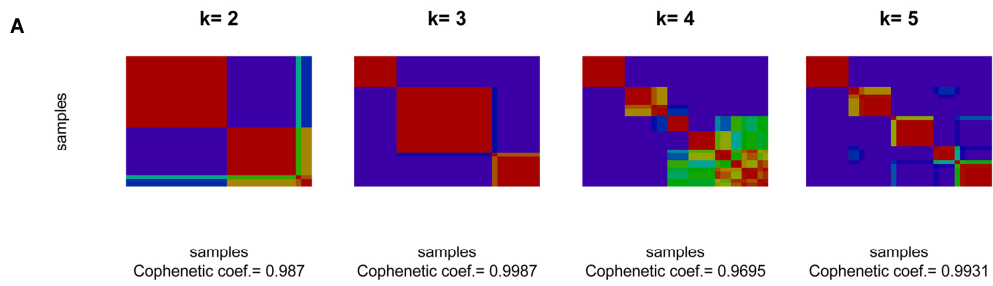 A
k= 2
k= 3
k= 4
k= 5
samples
samples
samples
samples
samples
Cophenetic coef.= 0.987
Cophenetic coef.= 0.9987
Cophenetic coef.= 0.9695
Cophenetic coef.= 0.9931